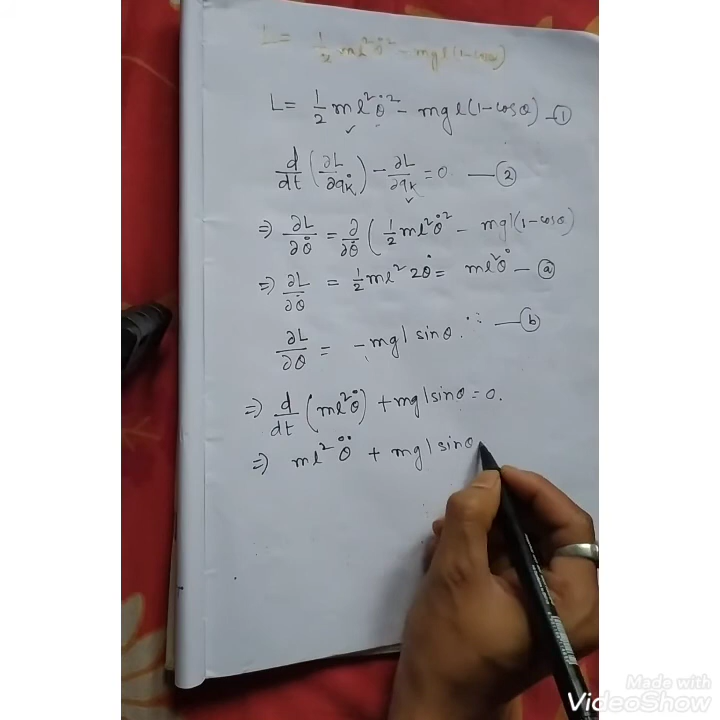 L = 1/2 ml²θ̇² - mgl(1-cosθ)
L = 1/2 ml²θ̇² - mgl(1-cosθ) —①
d/dt (∂L/∂q̇k) - ∂L/∂qk = 0 —②
⇒ ∂L/∂θ̇ = ∂/∂θ̇ (1/2 ml²θ̇² - mgl(1-cosθ)
⇒ ∂L/∂θ̇ = 1/2 ml² 2θ̇ = ml²θ̇ —ⓐ
∂L/∂θ = -mgl sinθ —ⓑ
⇒ d/dt (ml²θ̇) + mgl sinθ = 0.
⇒ ml² θ̈ + mgl sinθ
Made with
VideoShow